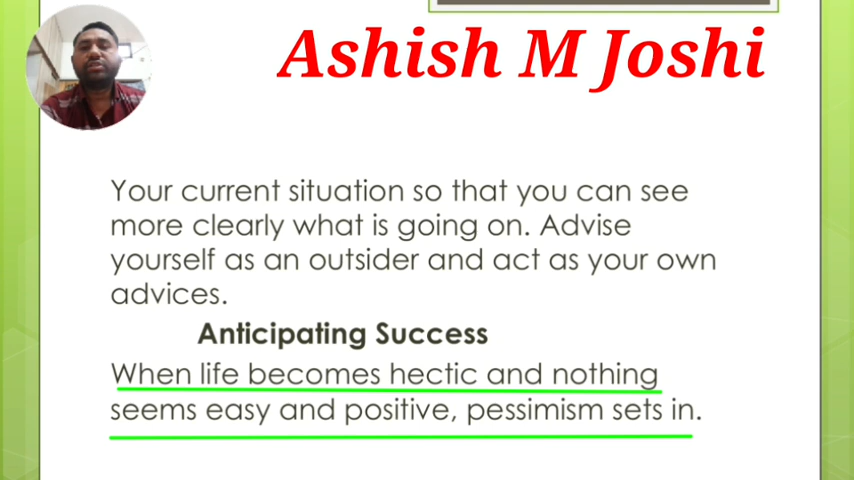 Ashish M Joshi
Your current situation so that you can see
more clearly what is going on. Advise
yourself as an outsider and act as your own
advices.
Anticipating Success
When life becomes hectic and nothing
seems easy and positive, pessimism sets in.